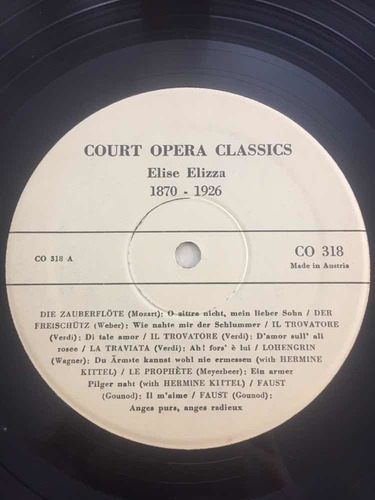 COURT OPERA CLASSICS
Elise Elizza
1870 - 1926
CO 318 A
CO 318
Made in Austria
DIE ZAUBERFLÖTE (Mozart): O zittre nicht, mein lieber Sohn / DER
FREISCHÜTZ (Weber): Wie nahte mir der Schlummer / IL TROVATORE
(Verdi): Di tale amor / IL TROVATORE (Verdi): D'amor sull' ali
rosee / LA TRAVIATA (Verdi): Ah! fors' è lui / LOHENGRIN
(Wagner): Du Ärmste kannst wohl nie ermessen (with HERMINE
KITTEL) / LE PROPHÈTE (Meyerbeer): Ein armer
Pilger naht (with HERMINE KITTEL) / FAUST
(Gounod): Il m'aime / FAUST (Gounod):
Anges purs, anges radieux